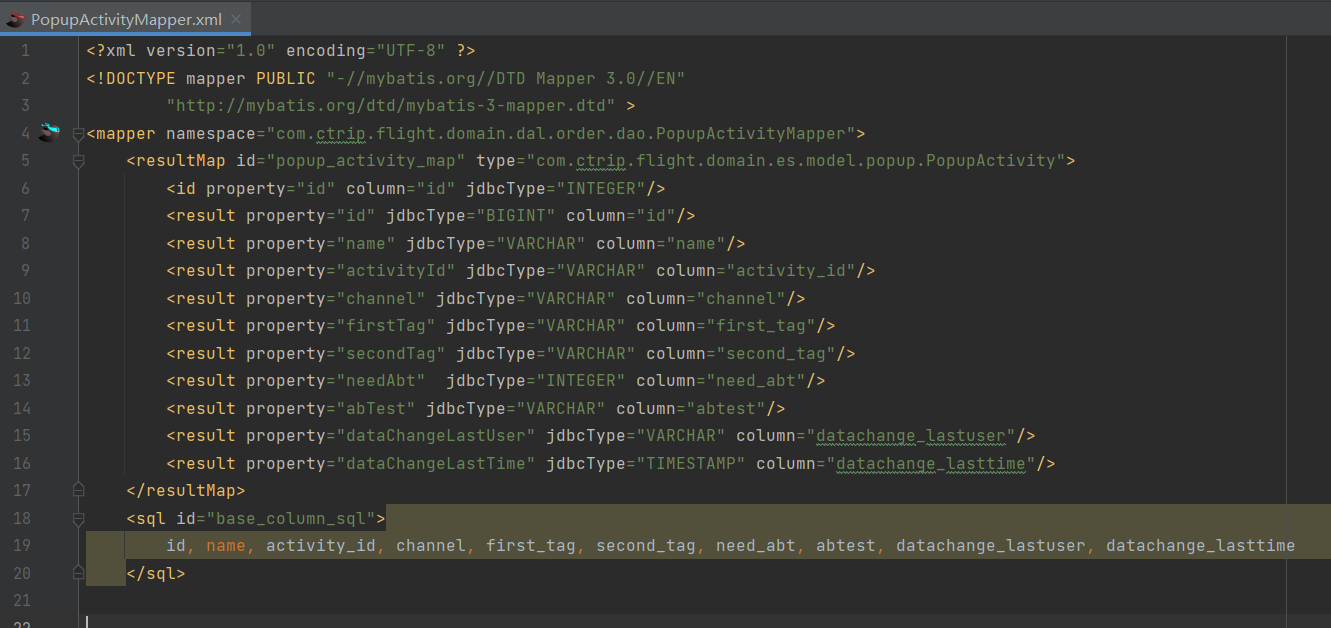 PopupActivityMapper.xml
1 <?xml version="1.0" encoding="UTF-8" ?>
2 <!DOCTYPE mapper PUBLIC "-//mybatis.org//DTD Mapper 3.0//EN"
3 "http://mybatis.org/dtd/mybatis-3-mapper.dtd" >
4 <mapper namespace="com.ctrip.flight.domain.dal.order.dao.PopupActivityMapper">
5 <resultMap id="popup_activity_map" type="com.ctrip.flight.domain.es.model.popup.PopupActivity">
6 <id property="id" column="id" jdbcType="INTEGER"/>
7 <result property="id" jdbcType="BIGINT" column="id"/>
8 <result property="name" jdbcType="VARCHAR" column="name"/>
9 <result property="activityId" jdbcType="VARCHAR" column="activity_id"/>
10 <result property="channel" jdbcType="VARCHAR" column="channel"/>
11 <result property="firstTag" jdbcType="VARCHAR" column="first_tag"/>
12 <result property="secondTag" jdbcType="VARCHAR" column="second_tag"/>
13 <result property="needAbt"  jdbcType="INTEGER" column="need_abt"/>
14 <result property="abTest" jdbcType="VARCHAR" column="abtest"/>
15 <result property="dataChangeLastUser" jdbcType="VARCHAR" column="datachange_lastuser"/>
16 <result property="dataChangeLastTime" jdbcType="TIMESTAMP" column="datachange_lasttime"/>
17 </resultMap>
18 <sql id="base_column_sql">
19 id, name, activity_id, channel, first_tag, second_tag, need_abt, abtest, datachange_lastuser, datachange_lasttime
20 </sql>
21
22